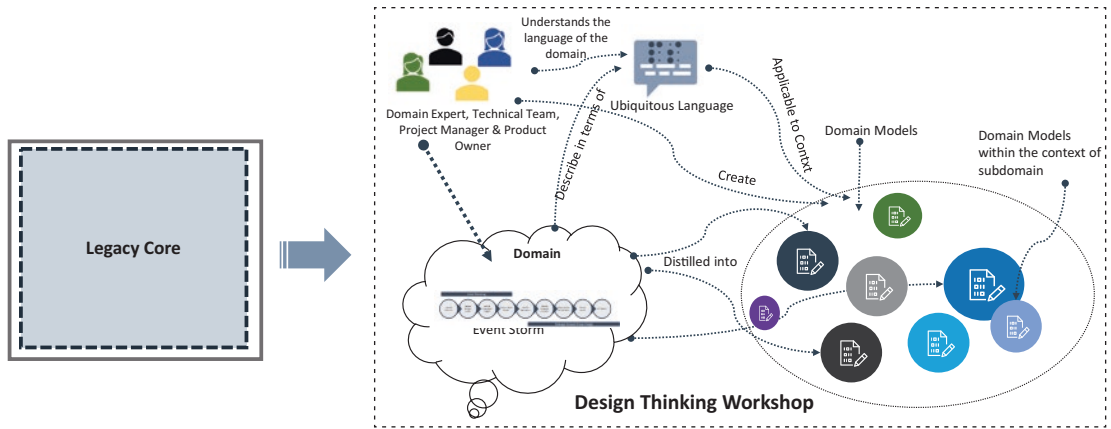 Legacy Core
Understands the
language of the
domain
Domain Expert, Technical Team,
Project Manager & Product
Owner
Ubiquitous Language
Describe in terms of
Applicable to Contxt
Create
Domain Models
Domain Models
within the context of
subdomain
Domain
Event Storm
Distilled into
Design Thinking Workshop